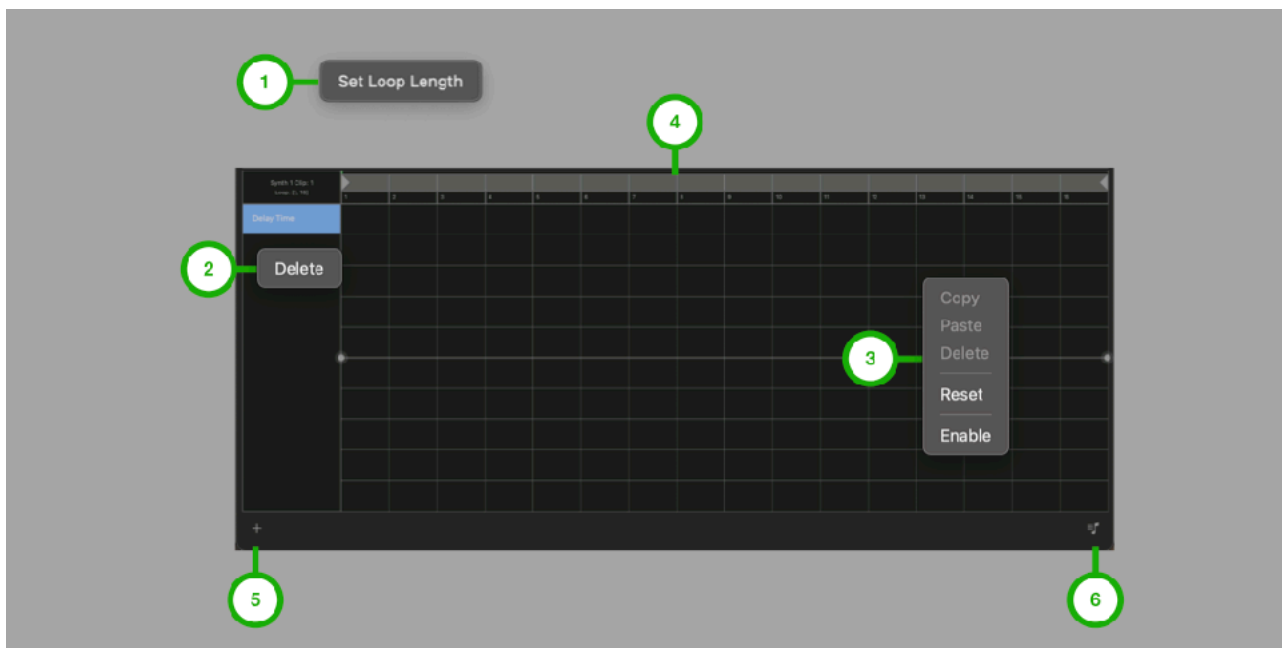 1
Set Loop Length
4
Synth 1 Clip: 1
1 2 3 4 5 6 7 8 9 10 11 12 13 14 15 16
Delay Time
2
Delete
Copy
Paste
3
Delete
Reset
Enable
+
5
6